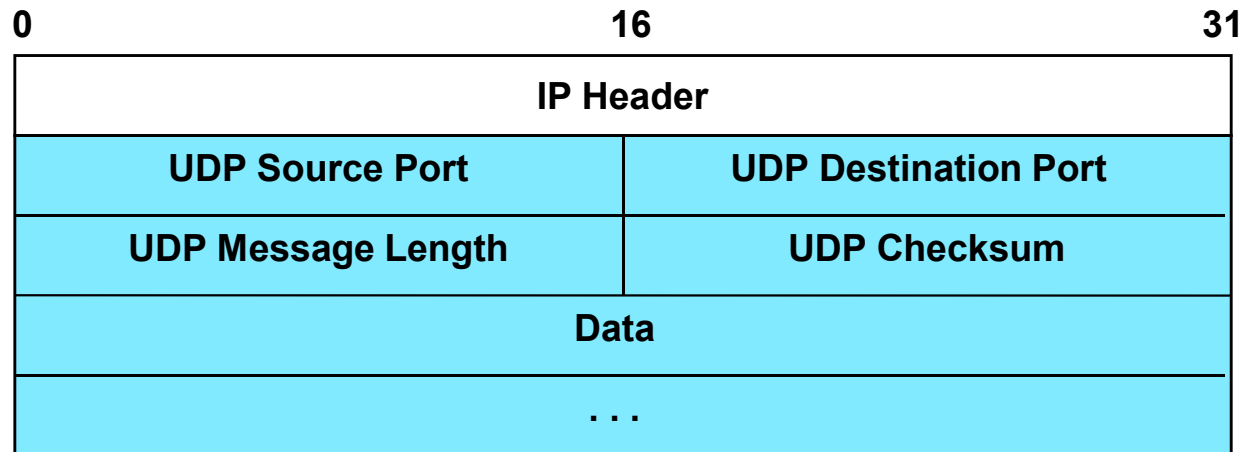 0 16 31
IP Header
UDP Source Port UDP Destination Port
UDP Message Length UDP Checksum
Data
. . .